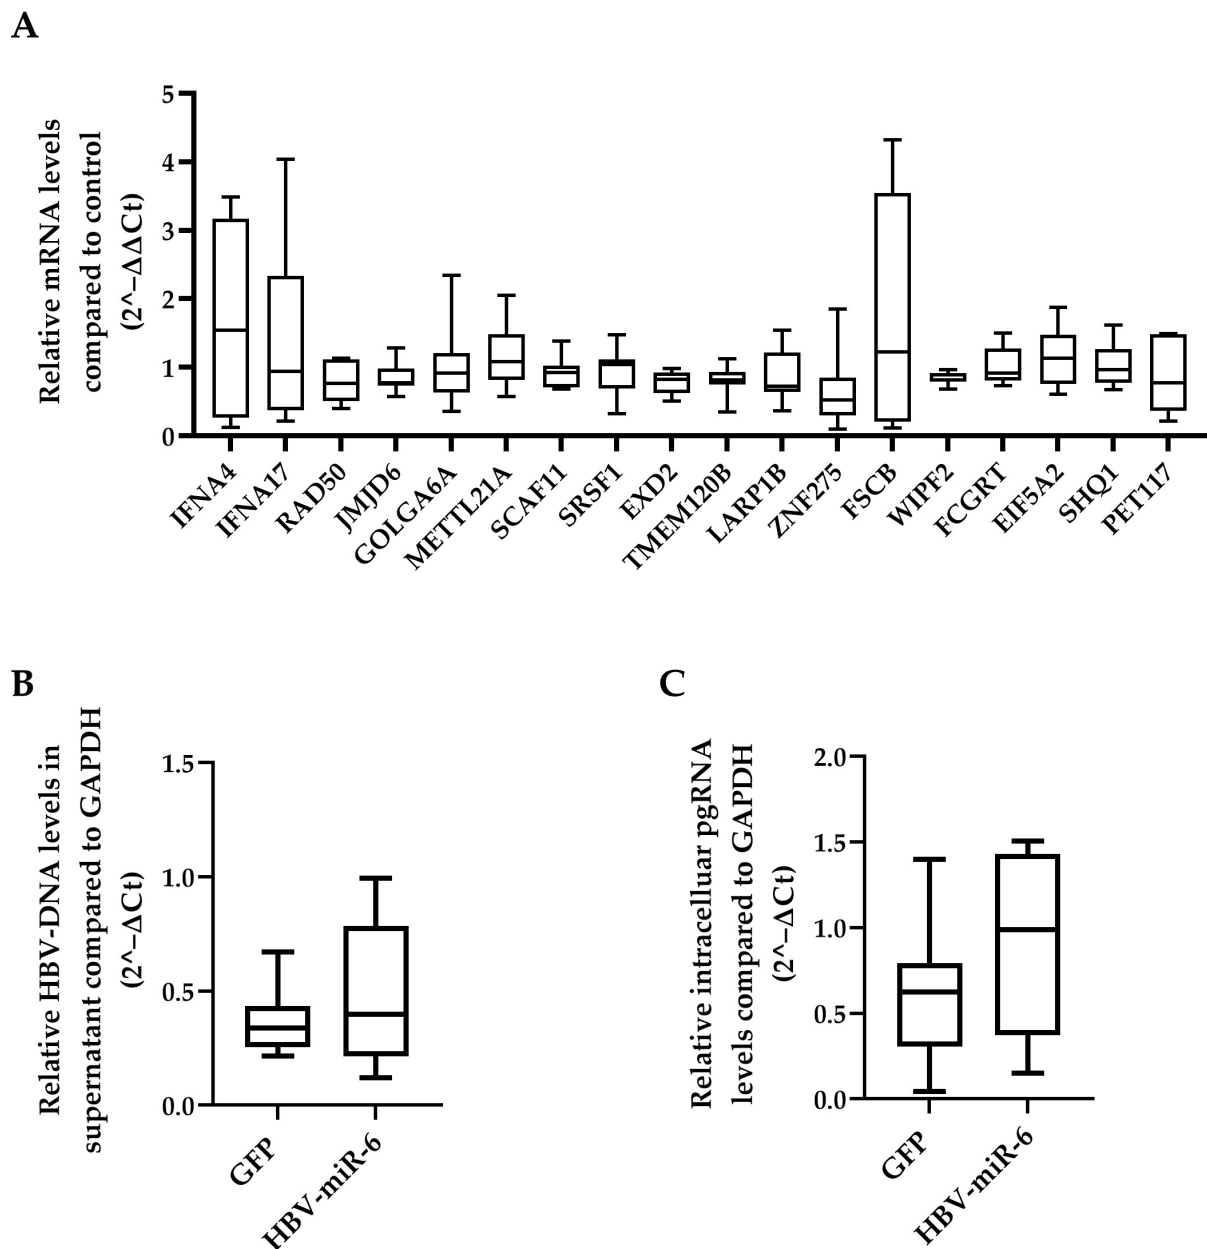 A
Relative mRNA levels
compared to control
(2^−ΔΔCt)
5
4
3
2
1
0
IFNA4
IFNA17
RAD50
JMJD6
GOLGA6A
METTL21A
SCAF11
SRSF1
EXD2
TMEM120B
LARP1B
ZNF275
FSCB
WIPF2
FCGRT
EIF5A2
SHQ1
PET117
B
Relative HBV-DNA levels in
supernatant compared to GAPDH
(2^−ΔCt)
1.5
1.0
0.5
0.0
GFP
HBV-miR-6
C
Relative intracelluar pgRNA
levels compared to GAPDH
(2^−ΔCt)
2.0
1.5
1.0
0.5
0.0
GFP
HBV-miR-6